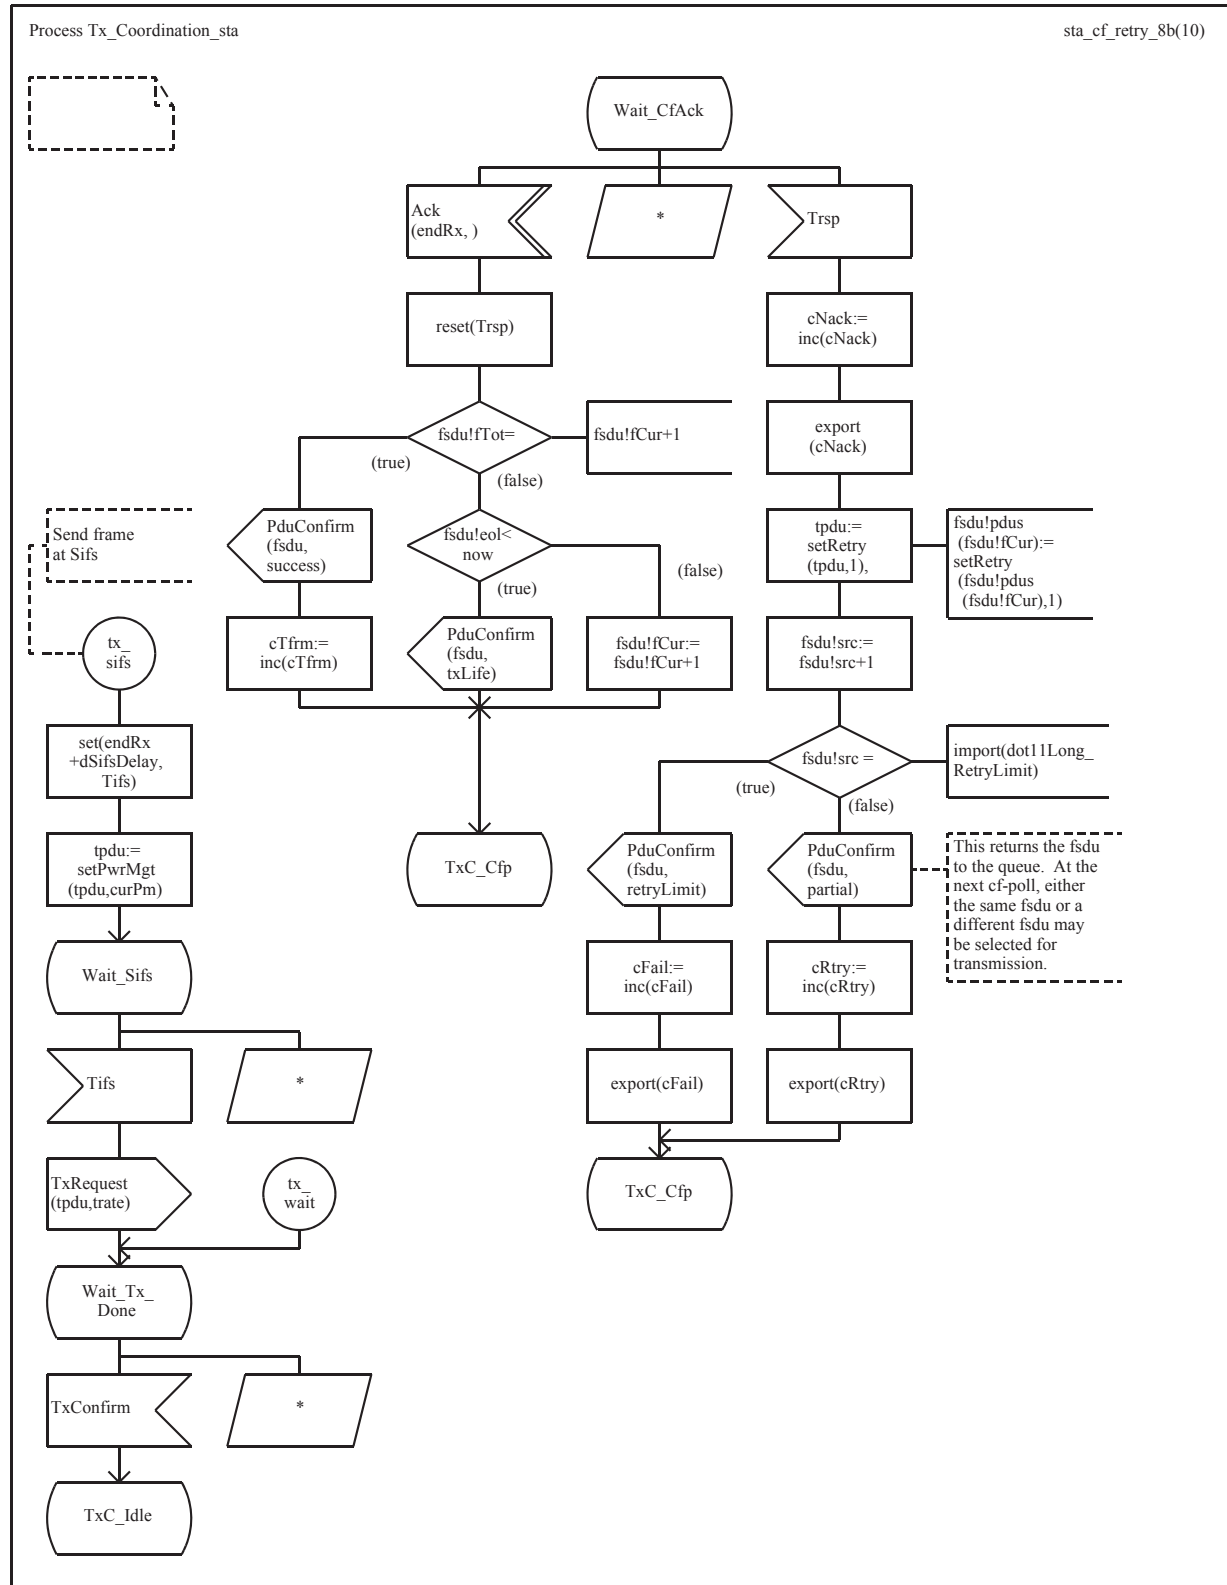 Process Tx_Coordination_sta
sta_cf_retry_8b(10)
Wait_CfAck
Ack
(endRx, )
*
Trsp
reset(Trsp)
cNack:=
inc(cNack)
fsdu!fTot=
fsdu!fCur+1
(true)
(false)
export
(cNack)
Send frame
at Sifs
PduConfirm
(fsdu,
success)
fsdu!eol<
now
(true)
(false)
tpdu:=
setRetry
(tpdu,1),
fsdu!pdus
(fsdu!fCur):=
setRetry
(fsdu!pdus
(fsdu!fCur),1)
tx_
sifs
cTfrm:=
inc(cTfrm)
PduConfirm
(fsdu,
txLife)
fsdu!fCur:=
fsdu!fCur+1
fsdu!src:=
fsdu!src+1
set(endRx
+dSifsDelay,
Tifs)
fsdu!src =
import(dot11Long_
RetryLimit)
(true)
(false)
tpdu:=
setPwrMgt
(tpdu,curPm)
TxC_Cfp
PduConfirm
(fsdu,
retryLimit)
PduConfirm
(fsdu,
partial)
This returns the fsdu
to the queue.  At the
next cf-poll, either
the same fsdu or a
different fsdu may
be selected for
transmission.
Wait_Sifs
cFail:=
inc(cFail)
cRtry:=
inc(cRtry)
Tifs
*
export(cFail)
export(cRtry)
TxRequest
(tpdu,trate)
tx_
wait
TxC_Cfp
Wait_Tx_
Done
TxConfirm
*
TxC_Idle